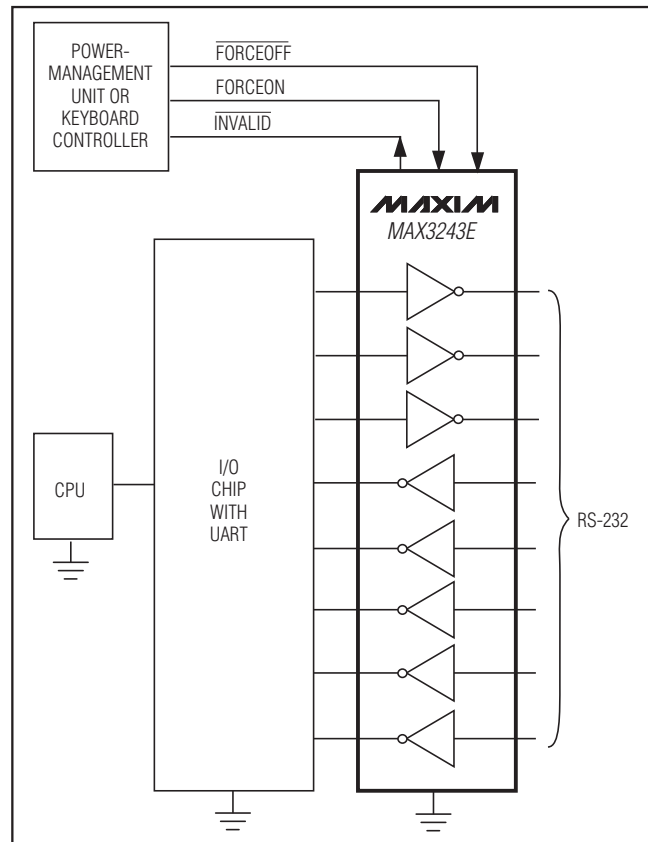 POWER-
MANAGEMENT
UNIT OR
KEYBOARD
CONTROLLER
FORCEOFF
FORCEON
INVALID
MAXIM
MAX3243E
CPU
I/O
CHIP
WITH
UART
RS-232